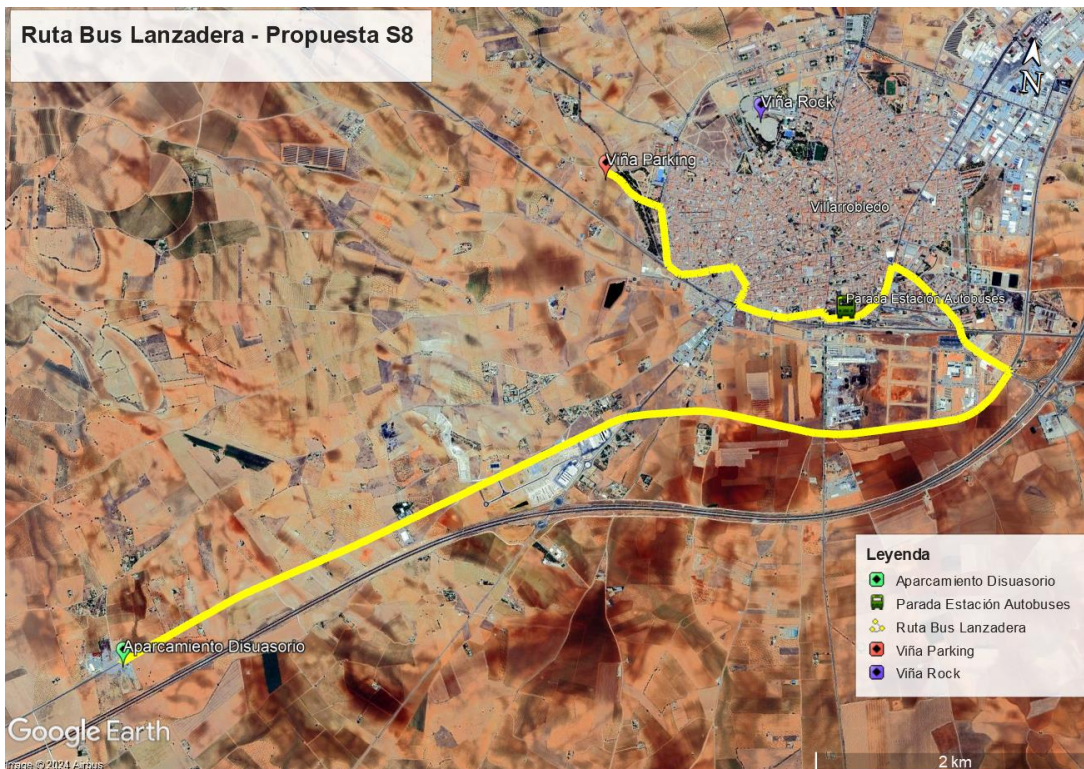 Ruta Bus Lanzadera - Propuesta S8
N
Viña Rock
Viña Parking
Villarrobledo
Parada Estación Autobuses
Aparcamiento Disuasorio
Leyenda
Aparcamiento Disuasorio
Parada Estación Autobuses
Ruta Bus Lanzadera
Viña Parking
Viña Rock
Google Earth
Image © 2024 Airbus
2 km